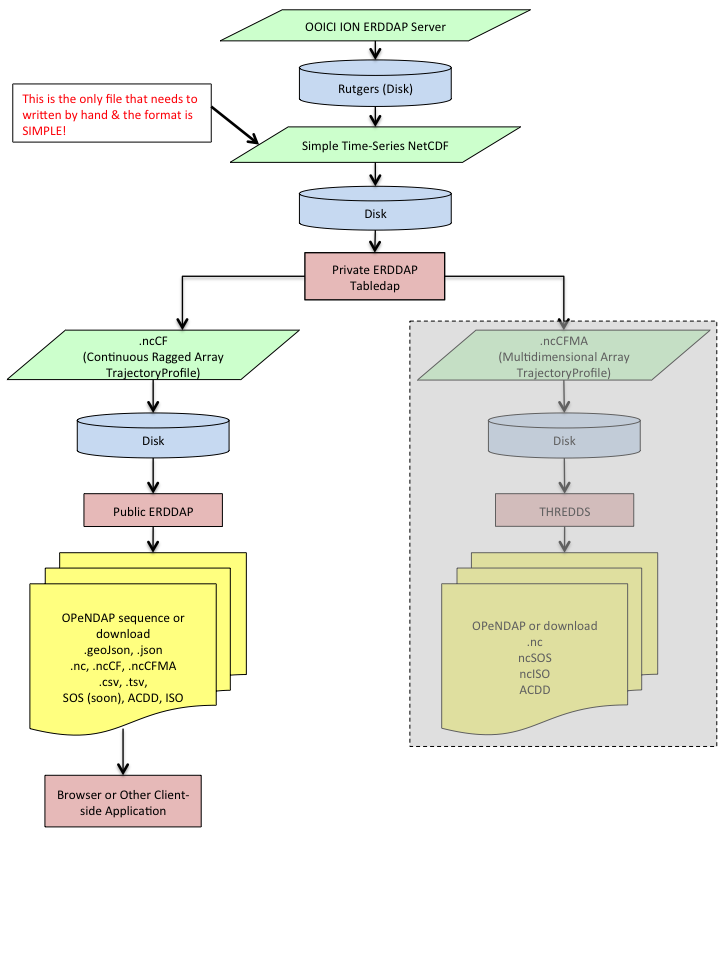 OOICI ION ERDDAP Server
Rutgers (Disk)
This is the only file that needs to
written by hand & the format is
SIMPLE!
Simple Time-Series NetCDF
Disk
Private ERDDAP
Tabledap
.ncCF
(Continuous Ragged Array
TrajectoryProfile)
Disk
Public ERDDAP
OPeNDAP sequence or
download
.geoJson, .json
.nc, .ncCF, .ncCFMA
.csv, .tsv,
SOS (soon), ACDD, ISO
Browser or Other Client-
side Application
.ncCFMA
(Multidimensional Array
TrajectoryProfile)
Disk
THREDDS
OPeNDAP or download
.nc
ncSOS
ncISO
ACDD